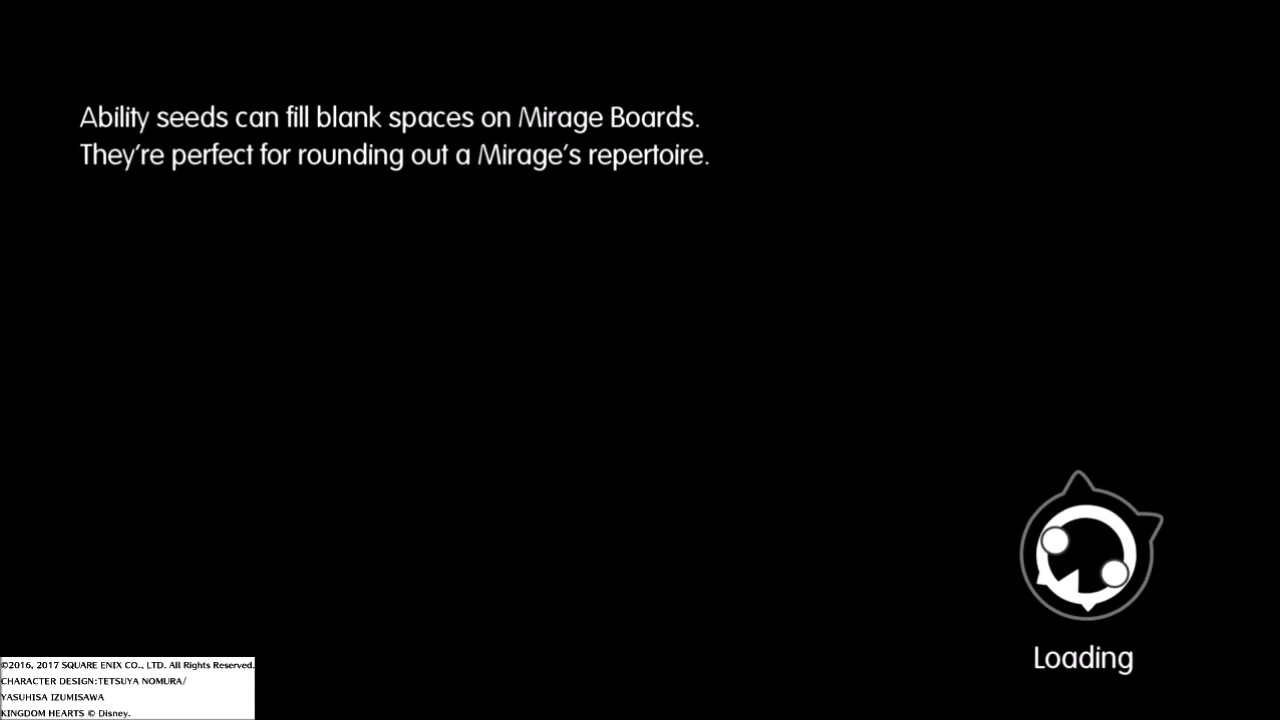 Ability seeds can fill blank spaces on Mirage Boards.
They're perfect for rounding out a Mirage's repertoire.
Loading
©2016, 2017 SQUARE ENIX CO., LTD. All Rights Reserved.
CHARACTER DESIGN:TETSUYA NOMURA/
YASUHISA IZUMISAWA
KINGDOM HEARTS © Disney.